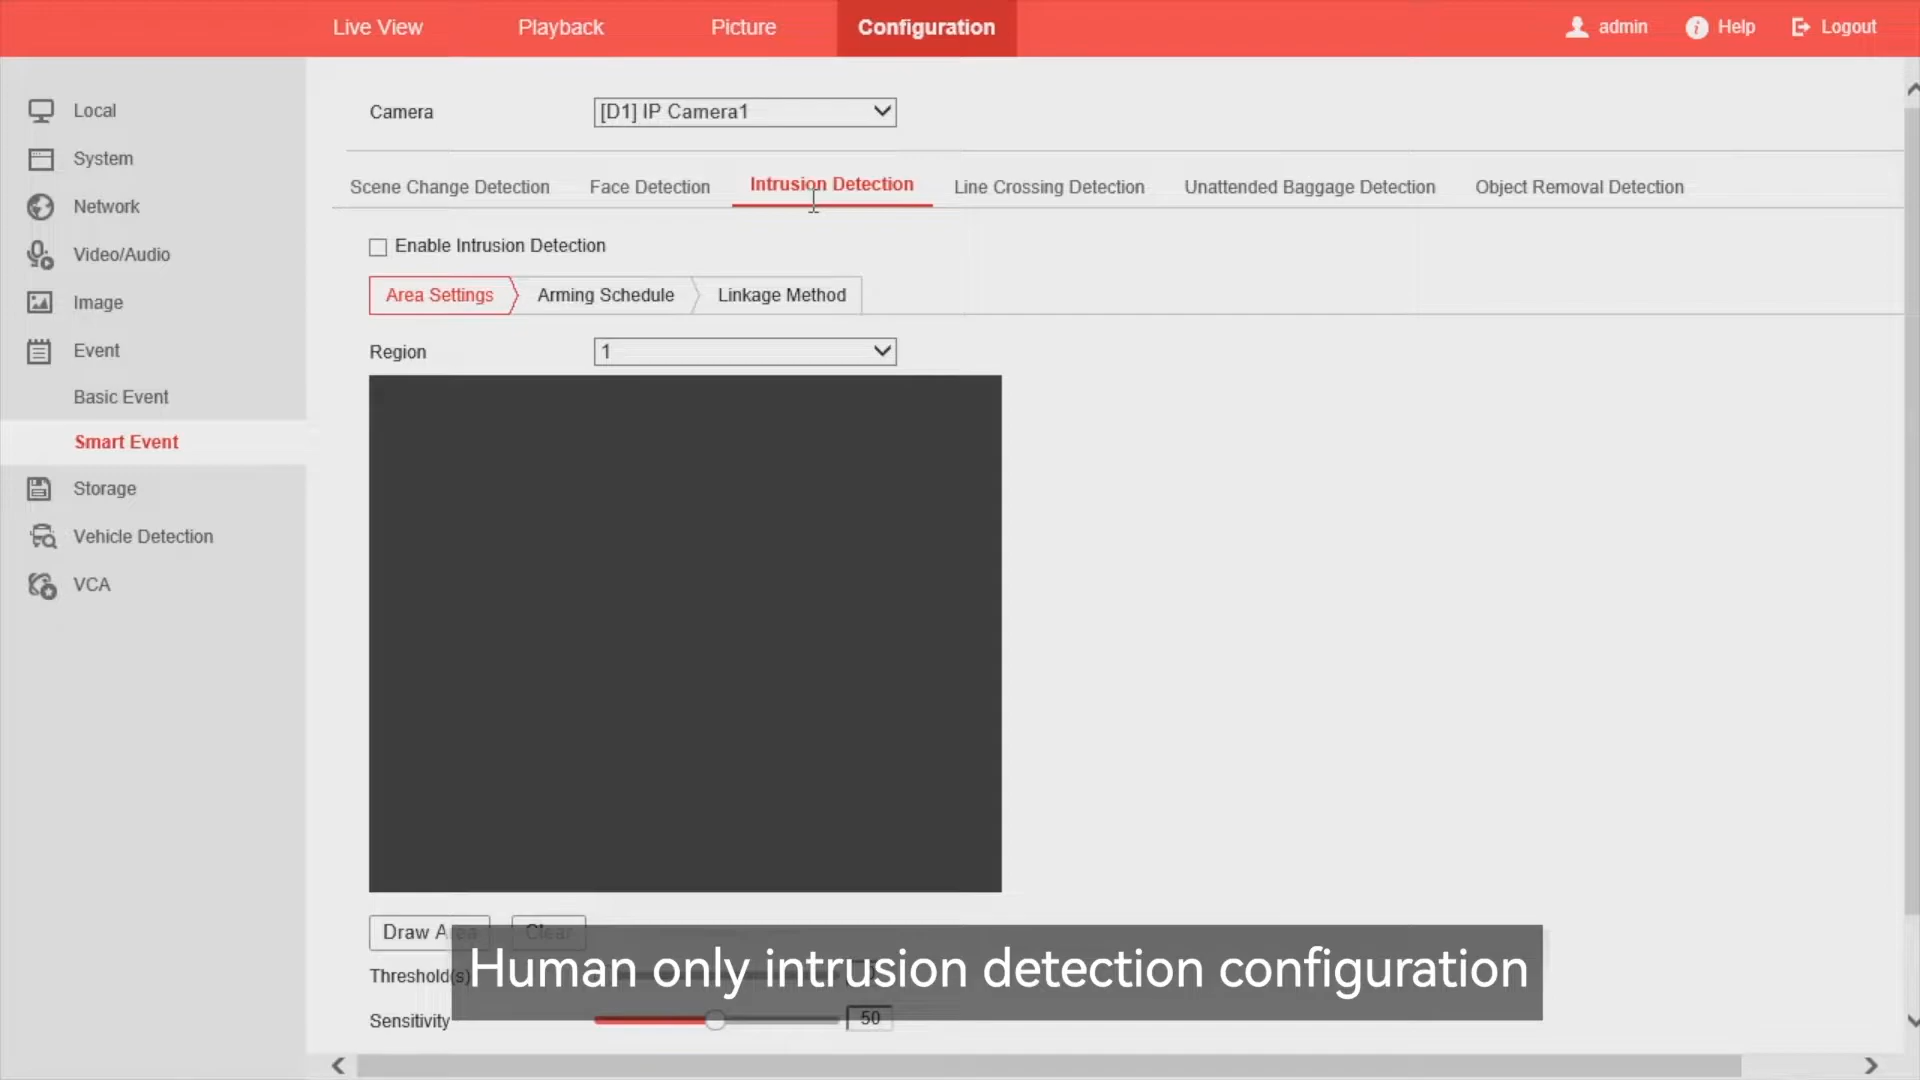 Live View Playback Picture Configuration admin Help Logout
Local
System
Network
Video/Audio
Image
Event
Basic Event
Smart Event
Storage
Vehicle Detection
VCA
Camera [D1] IP Camera1
Scene Change Detection Face Detection Intrusion Detection Line Crossing Detection Unattended Baggage Detection Object Removal Detection
Enable Intrusion Detection
Area Settings Arming Schedule Linkage Method
Region 1
Draw Area Clear
Threshold(s)
Sensitivity 50
Human only intrusion detection configuration